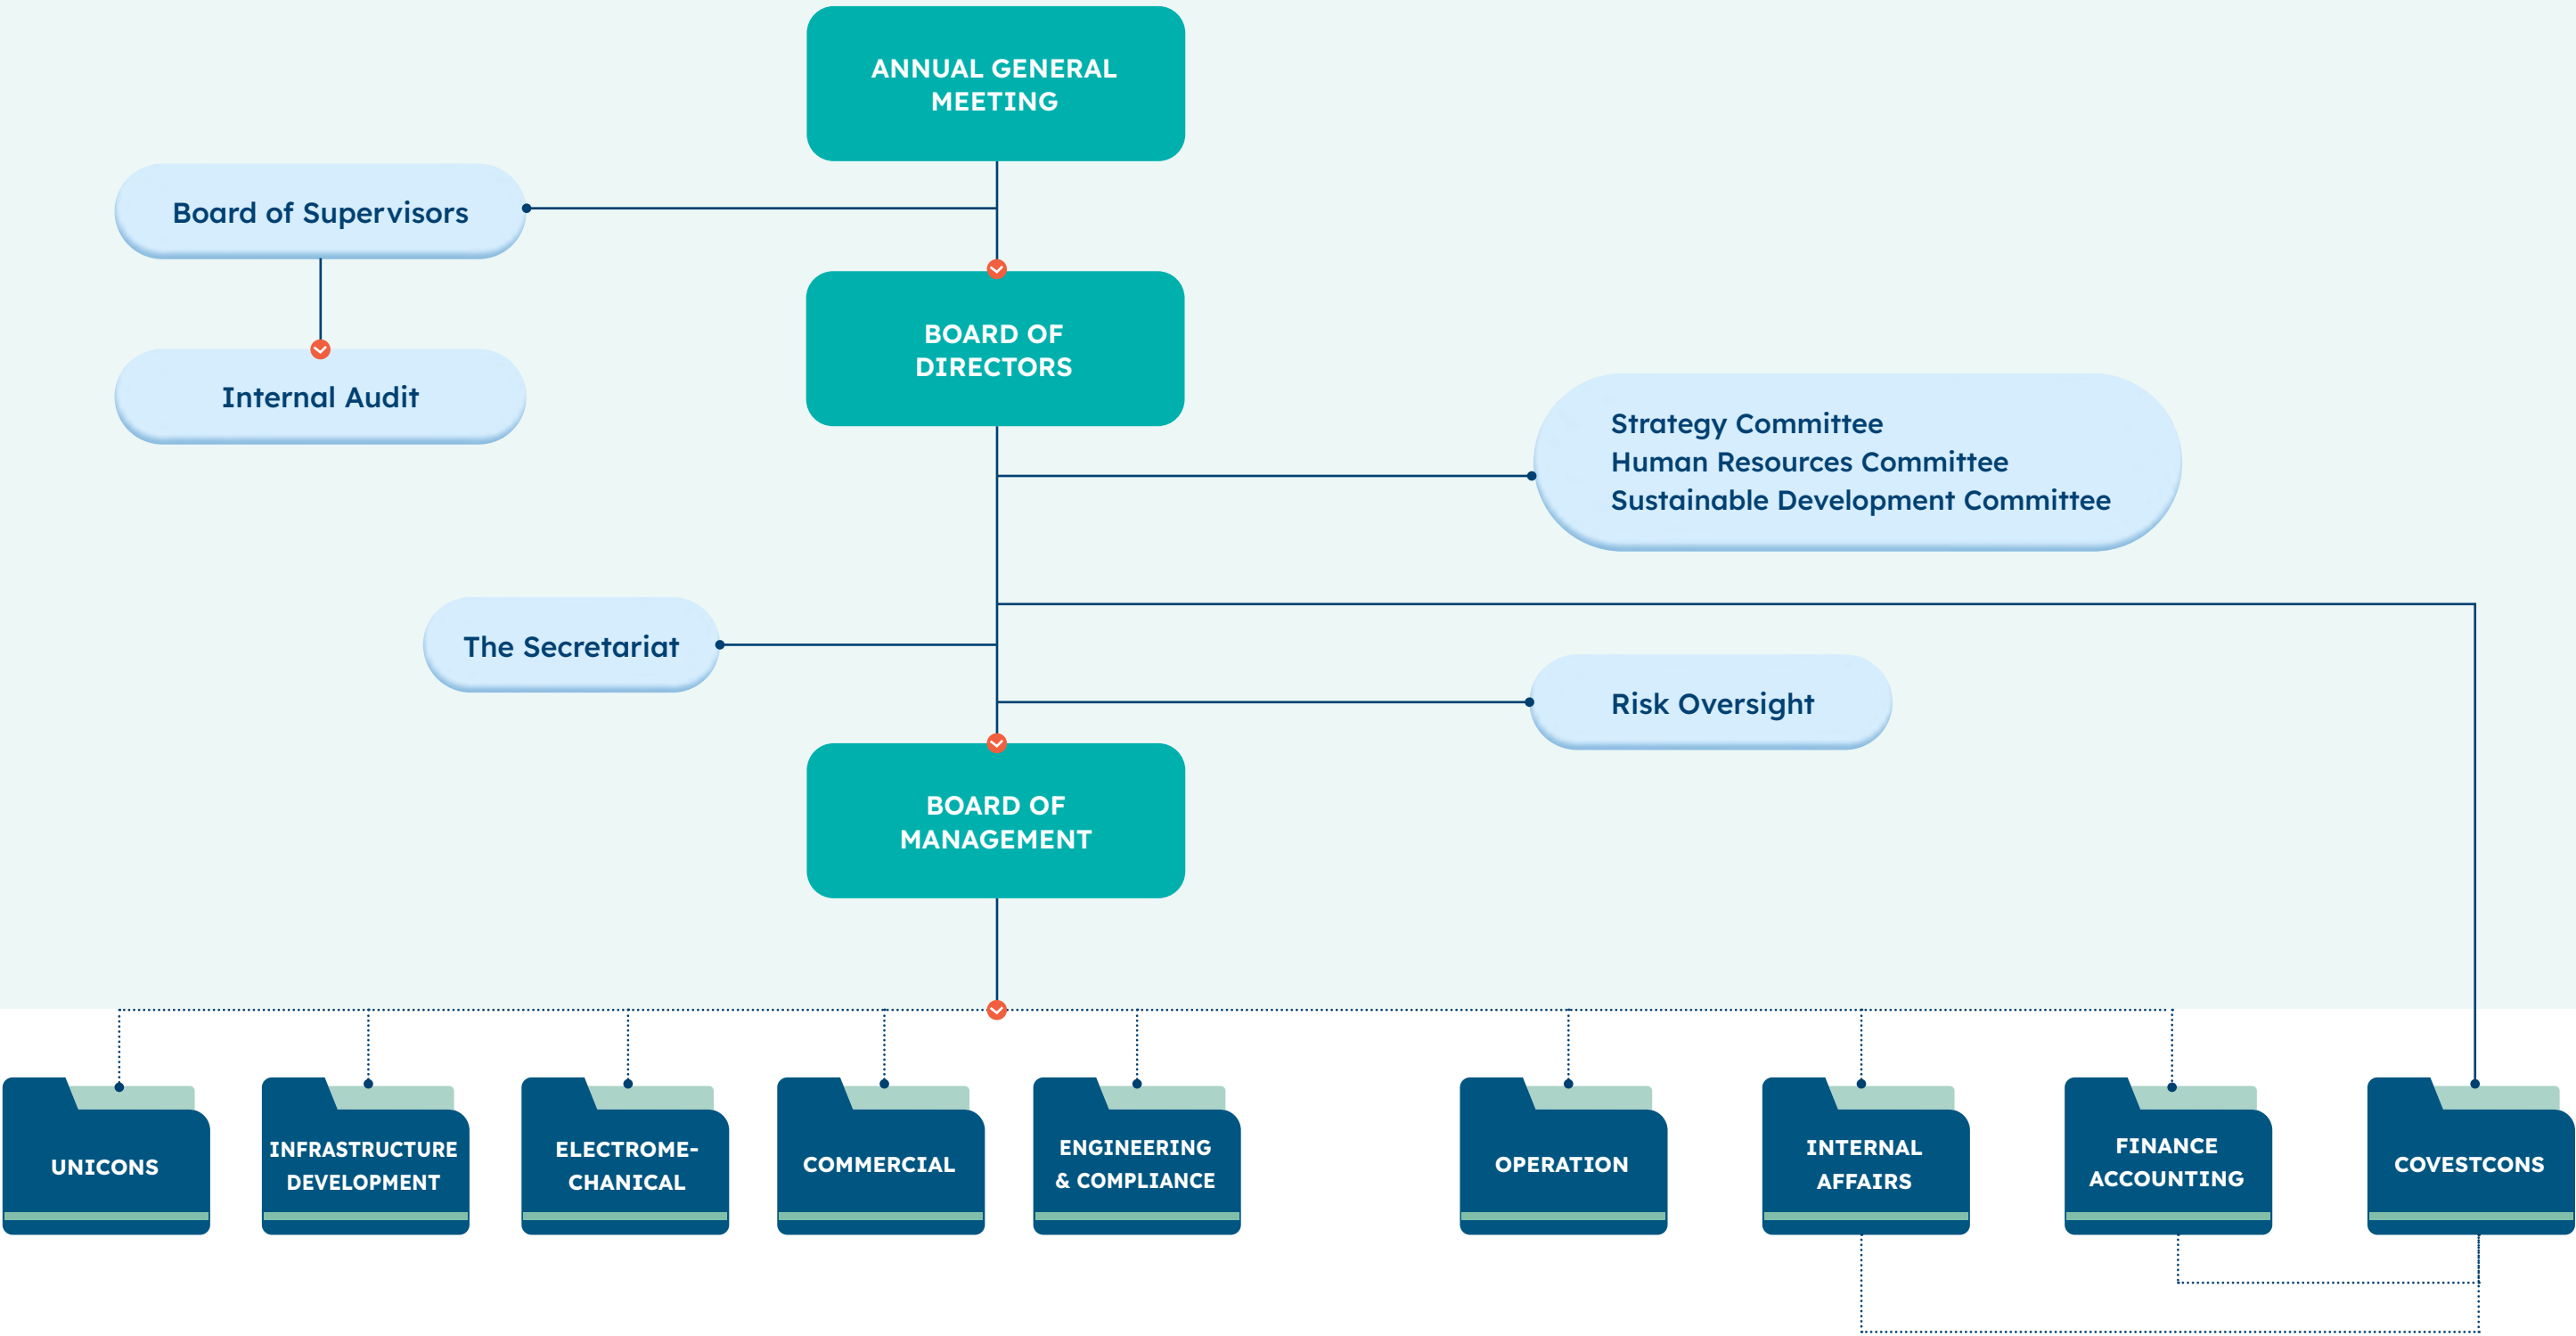 ANNUAL GENERAL
MEETING
Board of Supervisors
BOARD OF
DIRECTORS
Internal Audit
Strategy Committee
Human Resources Committee
Sustainable Development Committee
The Secretariat
Risk Oversight
BOARD OF
MANAGEMENT
UNICONS
INFRASTRUCTURE
DEVELOPMENT
ELECTROME-
CHANICAL
COMMERCIAL
ENGINEERING
& COMPLIANCE
OPERATION
INTERNAL
AFFAIRS
FINANCE
ACCOUNTING
COVESTCONS